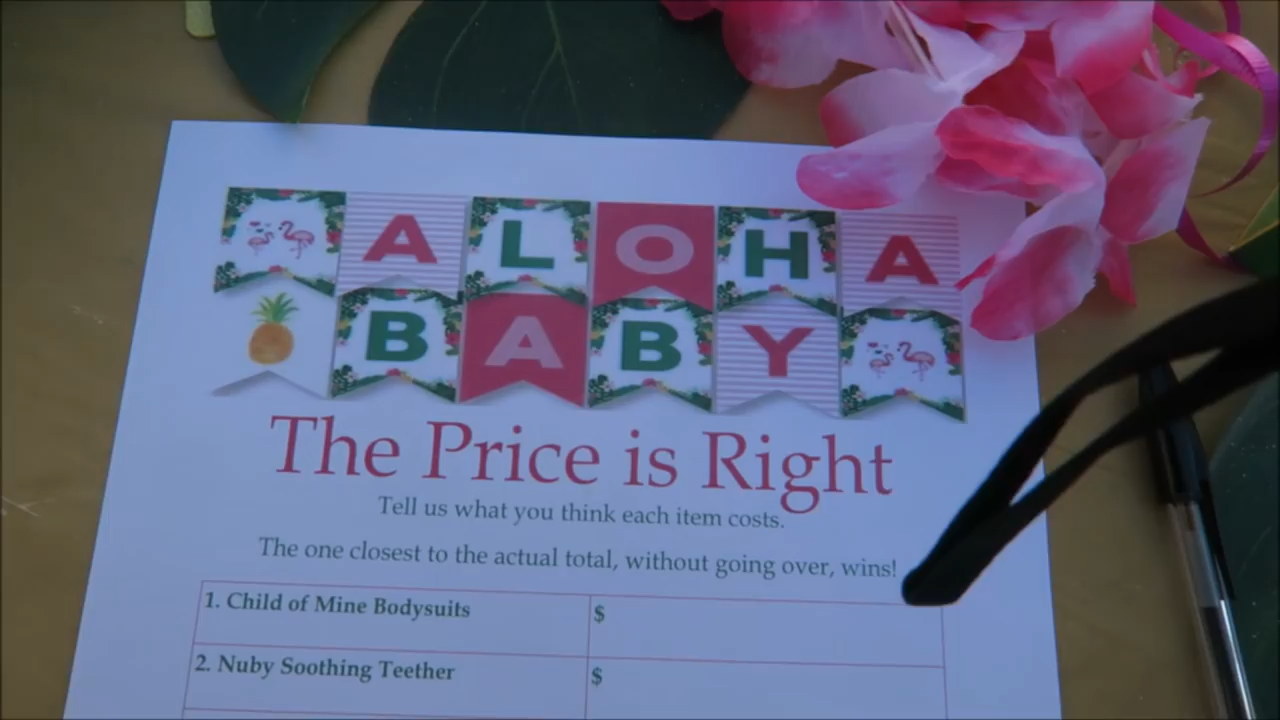 ALOHA
BABY
The Price is Right
Tell us what you think each item costs.
The one closest to the actual total, without going over, wins!
1. Child of Mine Bodysuits $
2. Nuby Soothing Teether $